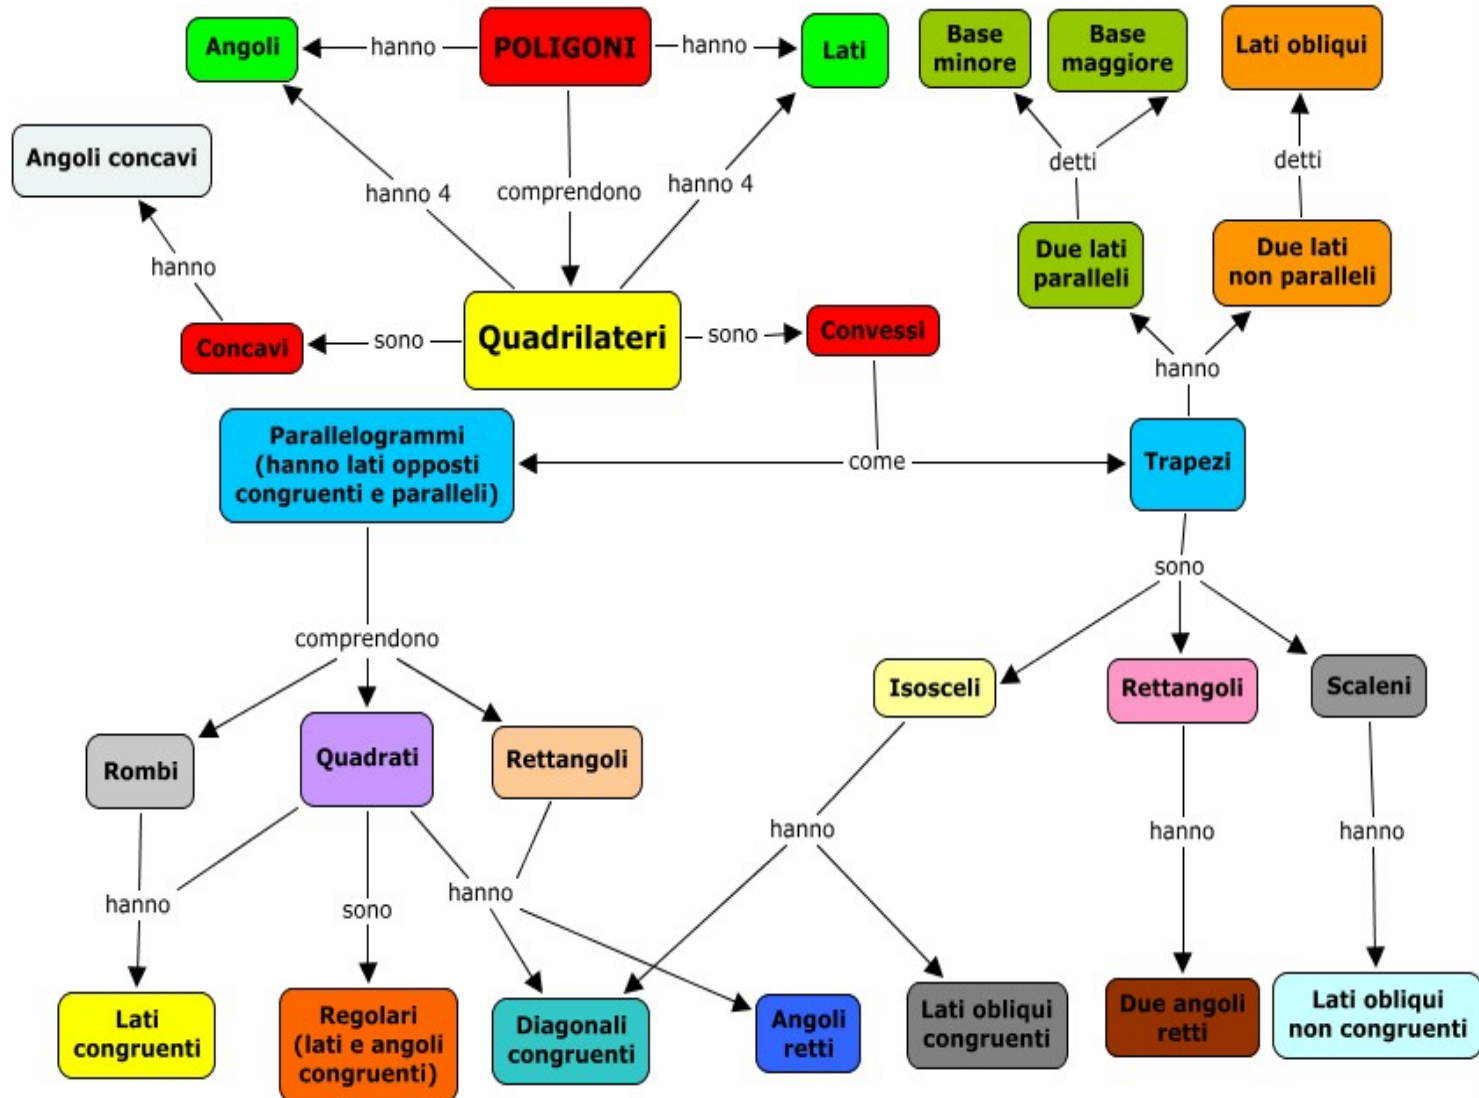 Angoli
hanno
POLIGONI
hanno
Lati
Base
minore
Base
maggiore
Lati obliqui
Angoli concavi
hanno 4
comprendono
hanno 4
detti
detti
hanno
Due lati
paralleli
Due lati
non paralleli
Concavi
sono
Quadrilateri
sono
Convessi
hanno
Parallelogrammi
(hanno lati opposti
congruenti e paralleli)
come
Trapezi
sono
comprendono
Isosceli
Rettangoli
Scaleni
Rombi
Quadrati
Rettangoli
hanno
hanno
hanno
hanno
sono
hanno
Lati
congruenti
Regolari
(lati e angoli
congruenti)
Diagonali
congruenti
Angoli
retti
Lati obliqui
congruenti
Due angoli
retti
Lati obliqui
non congruenti